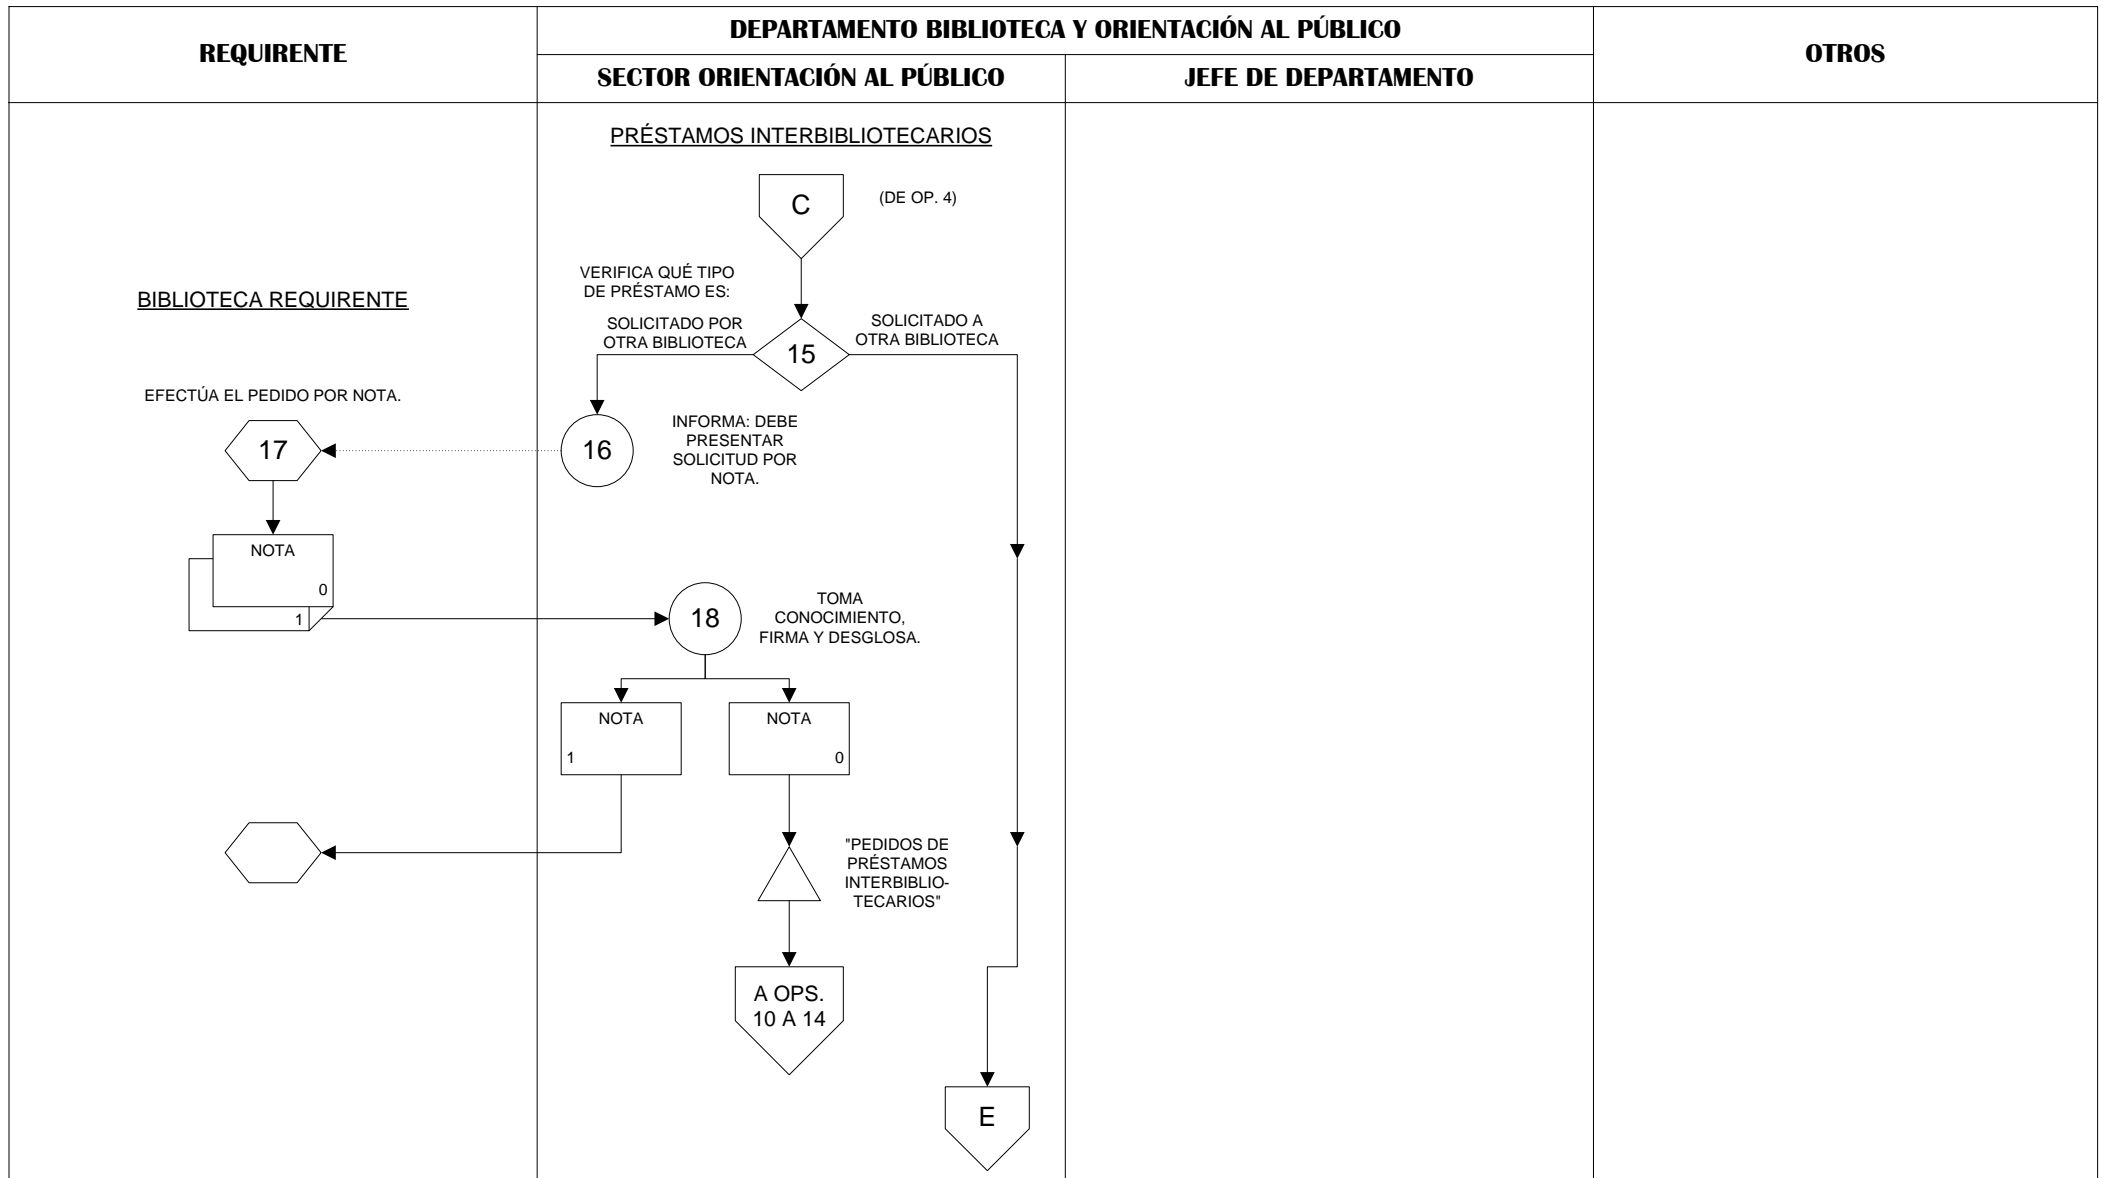 REQUIRENTE
DEPARTAMENTO BIBLIOTECA Y ORIENTACIÓN AL PÚBLICO
SECTOR ORIENTACIÓN AL PÚBLICO
JEFE DE DEPARTAMENTO
OTROS
PRÉSTAMOS INTERBIBLIOTECARIOS
C
(DE OP. 4)
VERIFICA QUÉ TIPO
DE PRÉSTAMO ES:
BIBLIOTECA REQUIRENTE
SOLICITADO POR
OTRA BIBLIOTECA
15
SOLICITADO A
OTRA BIBLIOTECA
EFECTÚA EL PEDIDO POR NOTA.
17
16
INFORMA: DEBE
PRESENTAR
SOLICITUD POR
NOTA.
NOTA
0
1
18
TOMA
CONOCIMIENTO,
FIRMA Y DESGLOSA.
NOTA
1
NOTA
0
"PEDIDOS DE
PRÉSTAMOS
INTERBIBLIO-
TECARIOS"
A OPS.
10 A 14
E